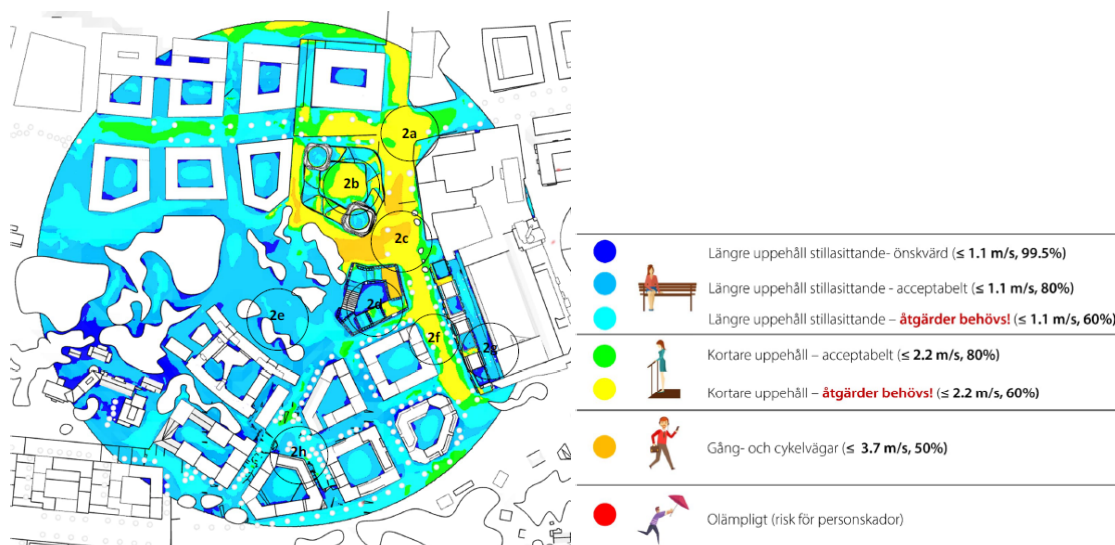 2a
2b
2c
2d
2e
2f
2g
2h
Längre uppehåll stillasittande- önskvärd (≤ 1.1 m/s, 99.5%)
Längre uppehåll stillasittande - acceptabelt (≤ 1.1 m/s, 80%)
Längre uppehåll stillasittande – åtgärder behövs! (≤ 1.1 m/s, 60%)
Kortare uppehåll – acceptabelt (≤ 2.2 m/s, 80%)
Kortare uppehåll – åtgärder behövs! (≤ 2.2 m/s, 60%)
Gång- och cykelvägar (≤ 3.7 m/s, 50%)
Olämpligt (risk för personskador)